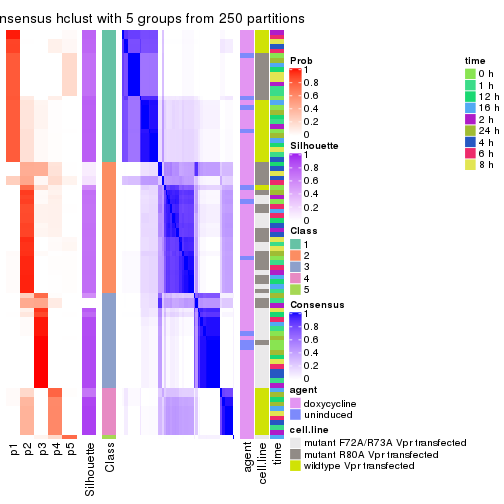 nsensus hclust with 5 groups from 250 partitions
Prob
1
0.8
0.6
0.4
0.2
0
Silhouette
1
0.8
0.6
0.4
0.2
0
Class
1
2
3
4
5
Consensus
1
0.8
0.6
0.4
0.2
0
agent
doxycycline
uninduced
cell.line
mutant F72A/R73A Vpr transfected
mutant R80A Vpr transfected
wildtype Vpr transfected
time
0 h
1 h
12 h
16 h
2 h
24 h
4 h
6 h
8 h
p1
p2
p3
p4
p5
Silhouette
Class
agent
cell.line
time